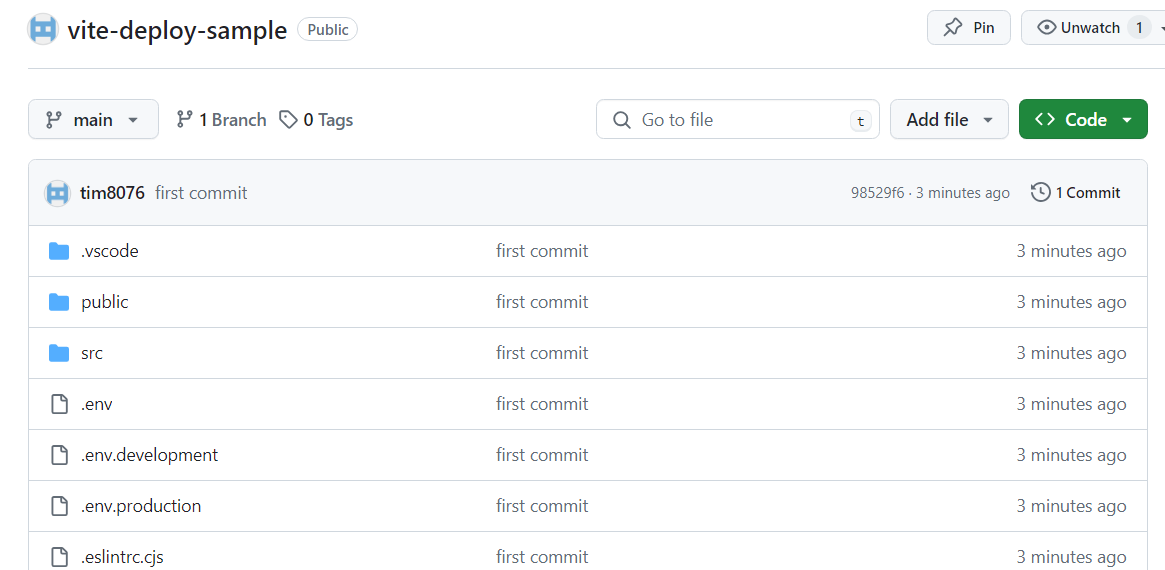 vite-deploy-sample Public Pin Unwatch 1
main 1 Branch 0 Tags Go to file t Add file Code
tim8076 first commit 98529f6 · 3 minutes ago 1 Commit
.vscode first commit 3 minutes ago
public first commit 3 minutes ago
src first commit 3 minutes ago
.env first commit 3 minutes ago
.env.development first commit 3 minutes ago
.env.production first commit 3 minutes ago
.eslintrc.cjs first commit 3 minutes ago